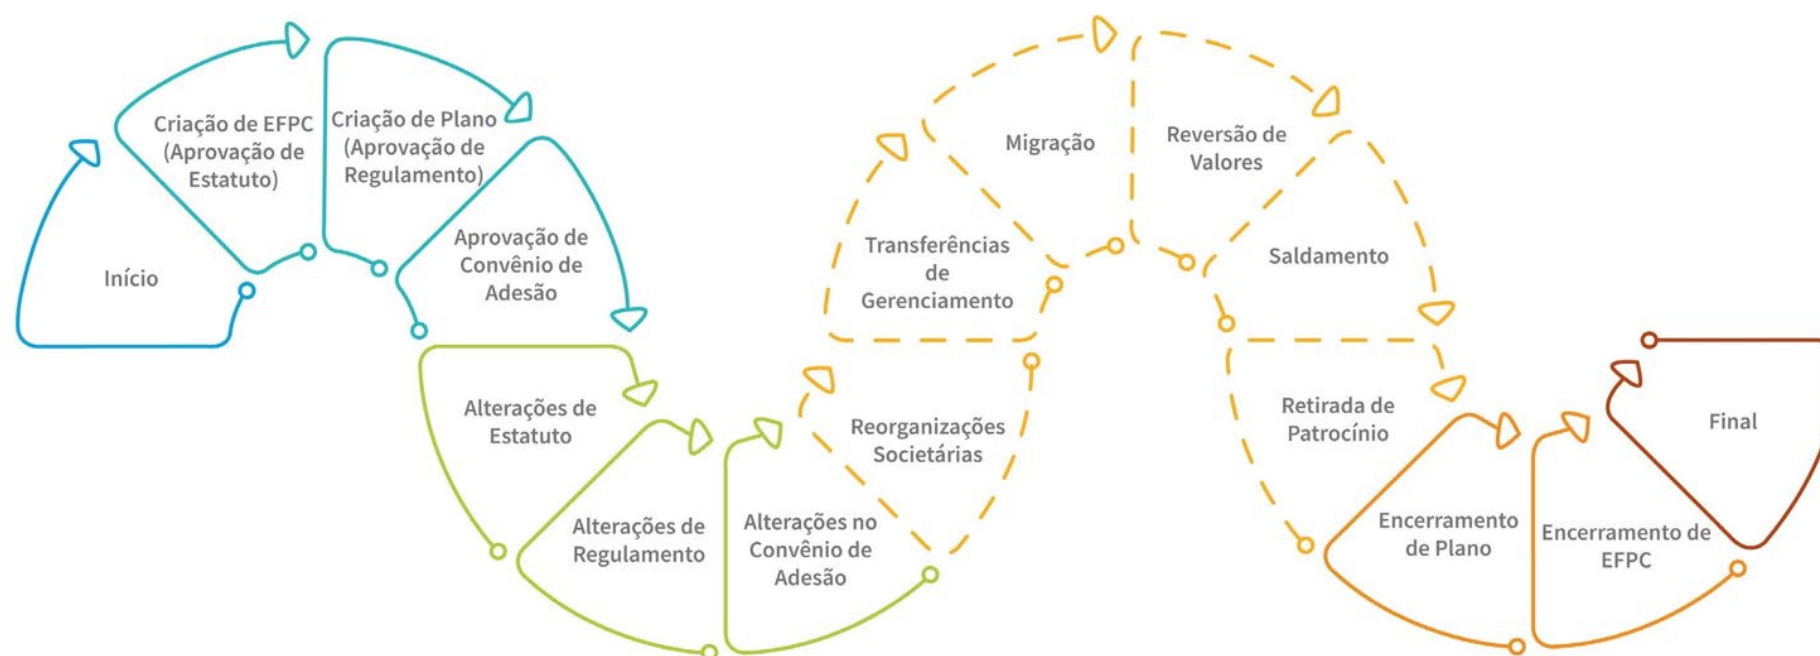 Início
Criação de EFPC
(Aprovação de
Estatuto)
Criação de Plano
(Aprovação de
Regulamento)
Aprovação de
Convênio de
Adesão
Alterações de
Estatuto
Alterações de
Regulamento
Alterações no
Convênio de
Adesão
Reorganizações
Societárias
Transferências
de
Gerenciamento
Migração
Reversão de
Valores
Saldamento
Retirada de
Patrocínio
Encerramento
de Plano
Encerramento de
EFPC
Final